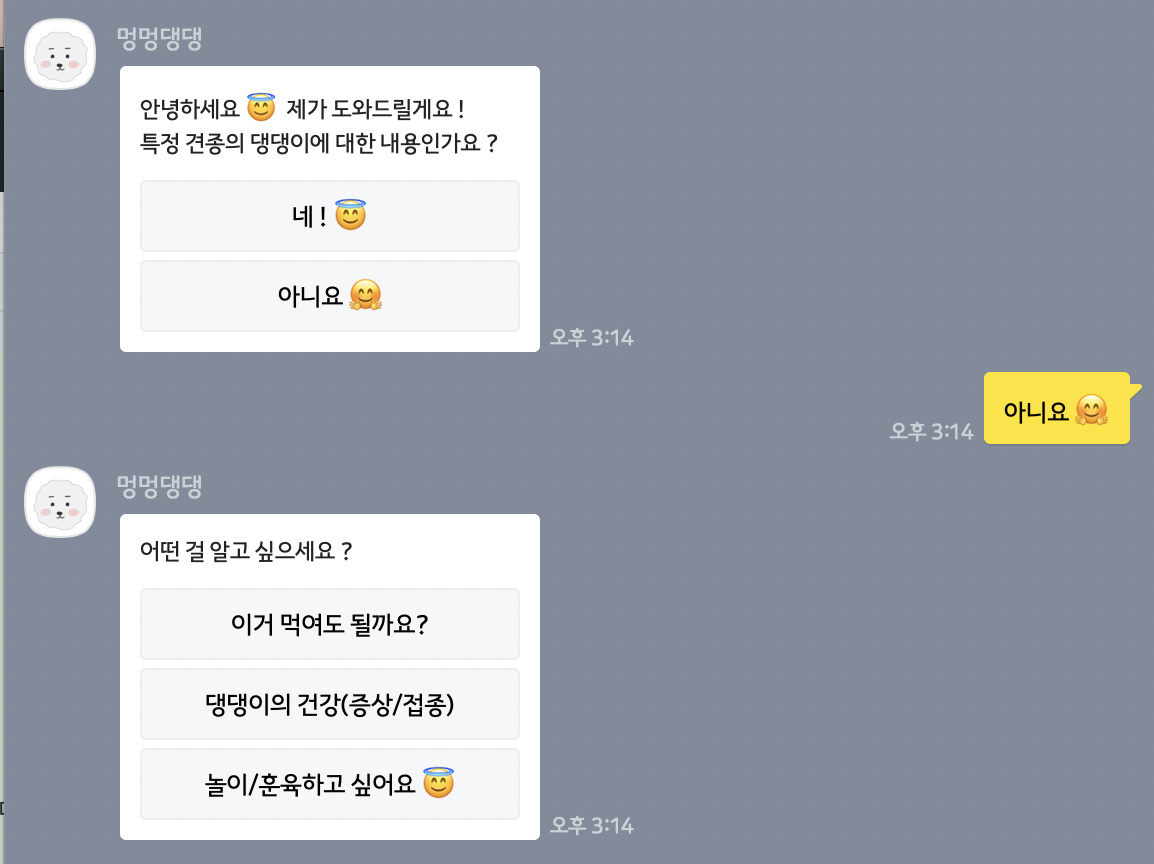 멍멍댕댕
안녕하세요 😇 제가 도와드릴게요 !
특정 견종의 댕댕이에 대한 내용인가요 ?
네 ! 😇
아니요 🤗
오후 3:14
아니요 🤗
오후 3:14
멍멍댕댕
어떤 걸 알고 싶으세요 ?
이거 먹여도 될까요?
댕댕이의 건강(증상/접종)
놀이/훈육하고 싶어요 😇
오후 3:14